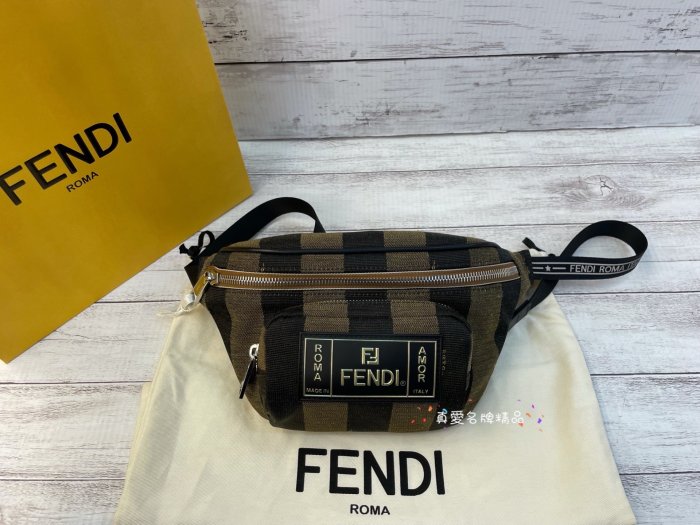 FENDI
ROMA
FENDI ROMA
ROMA
MADE IN
FENDI®
AMOR
ITALY
真愛名牌精品
FENDI
ROMA